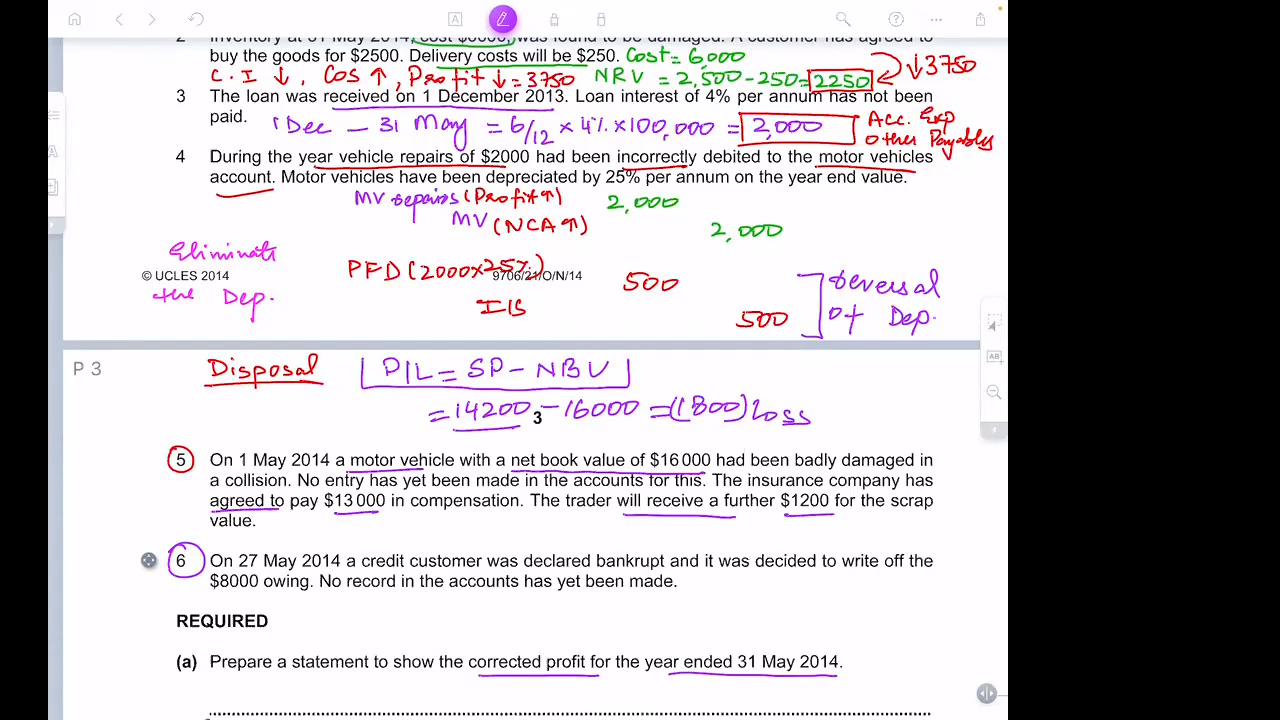 2 Inventory at 31 May 2014, cost $6000, was found to be damaged. A customer has agreed to
buy the goods for $2500. Delivery costs will be $250. Cost = 6,000
C.I ↓, Cos ↑, Profit ↓ = 3750 NRV = 2,500 - 250 = 2250 ↓3750
3 The loan was received on 1 December 2013. Loan interest of 4% per annum has not been
paid. 1 Dec — 31 May = 6/12 × 4% × 100,000 = 2,000 Acc. Exp
Other Payables
4 During the year vehicle repairs of $2000 had been incorrectly debited to the motor vehicles
account. Motor vehicles have been depreciated by 25% per annum on the year end value.
MV repairs (Profit↑) 2,000
MV (NCA↑) 2,000
Eliminate
the Dep.
© UCLES 2014 9706/21/O/N/14
PFD (2000×25%) 500
IS 500
reversal
of Dep.
P 3
Disposal P/L = SP - NBV
= 14200 - 16000 = (1800) loss
3
5 On 1 May 2014 a motor vehicle with a net book value of $16 000 had been badly damaged in
a collision. No entry has yet been made in the accounts for this. The insurance company has
agreed to pay $13 000 in compensation. The trader will receive a further $1200 for the scrap
value.
6 On 27 May 2014 a credit customer was declared bankrupt and it was decided to write off the
$8000 owing. No record in the accounts has yet been made.
REQUIRED
(a) Prepare a statement to show the corrected profit for the year ended 31 May 2014.